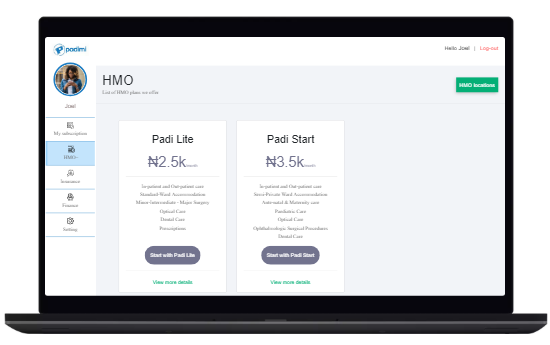 padimi
Hello Joel | Log-out
Joel
My subscription
HMO+
Insurance
Finance
Setting
HMO
List of HMO plans we offer
HMO locations
Padi Lite
₦2.5k/month
In-patient and Out-patient care
Standard Ward Accommodation
Minor-Intermediate - Major Surgery
Optical Care
Dental Care
Prescriptions
Start with Padi Lite
View more details
Padi Start
₦3.5k/month
In-patient and Out-patient care
Semi-Private Ward Accommodation
Ante-natal & Maternity care
Paediatric Care
Optical Care
Ophthalmologic Surgical Procedures
Dental Care
Start with Padi Start
View more details